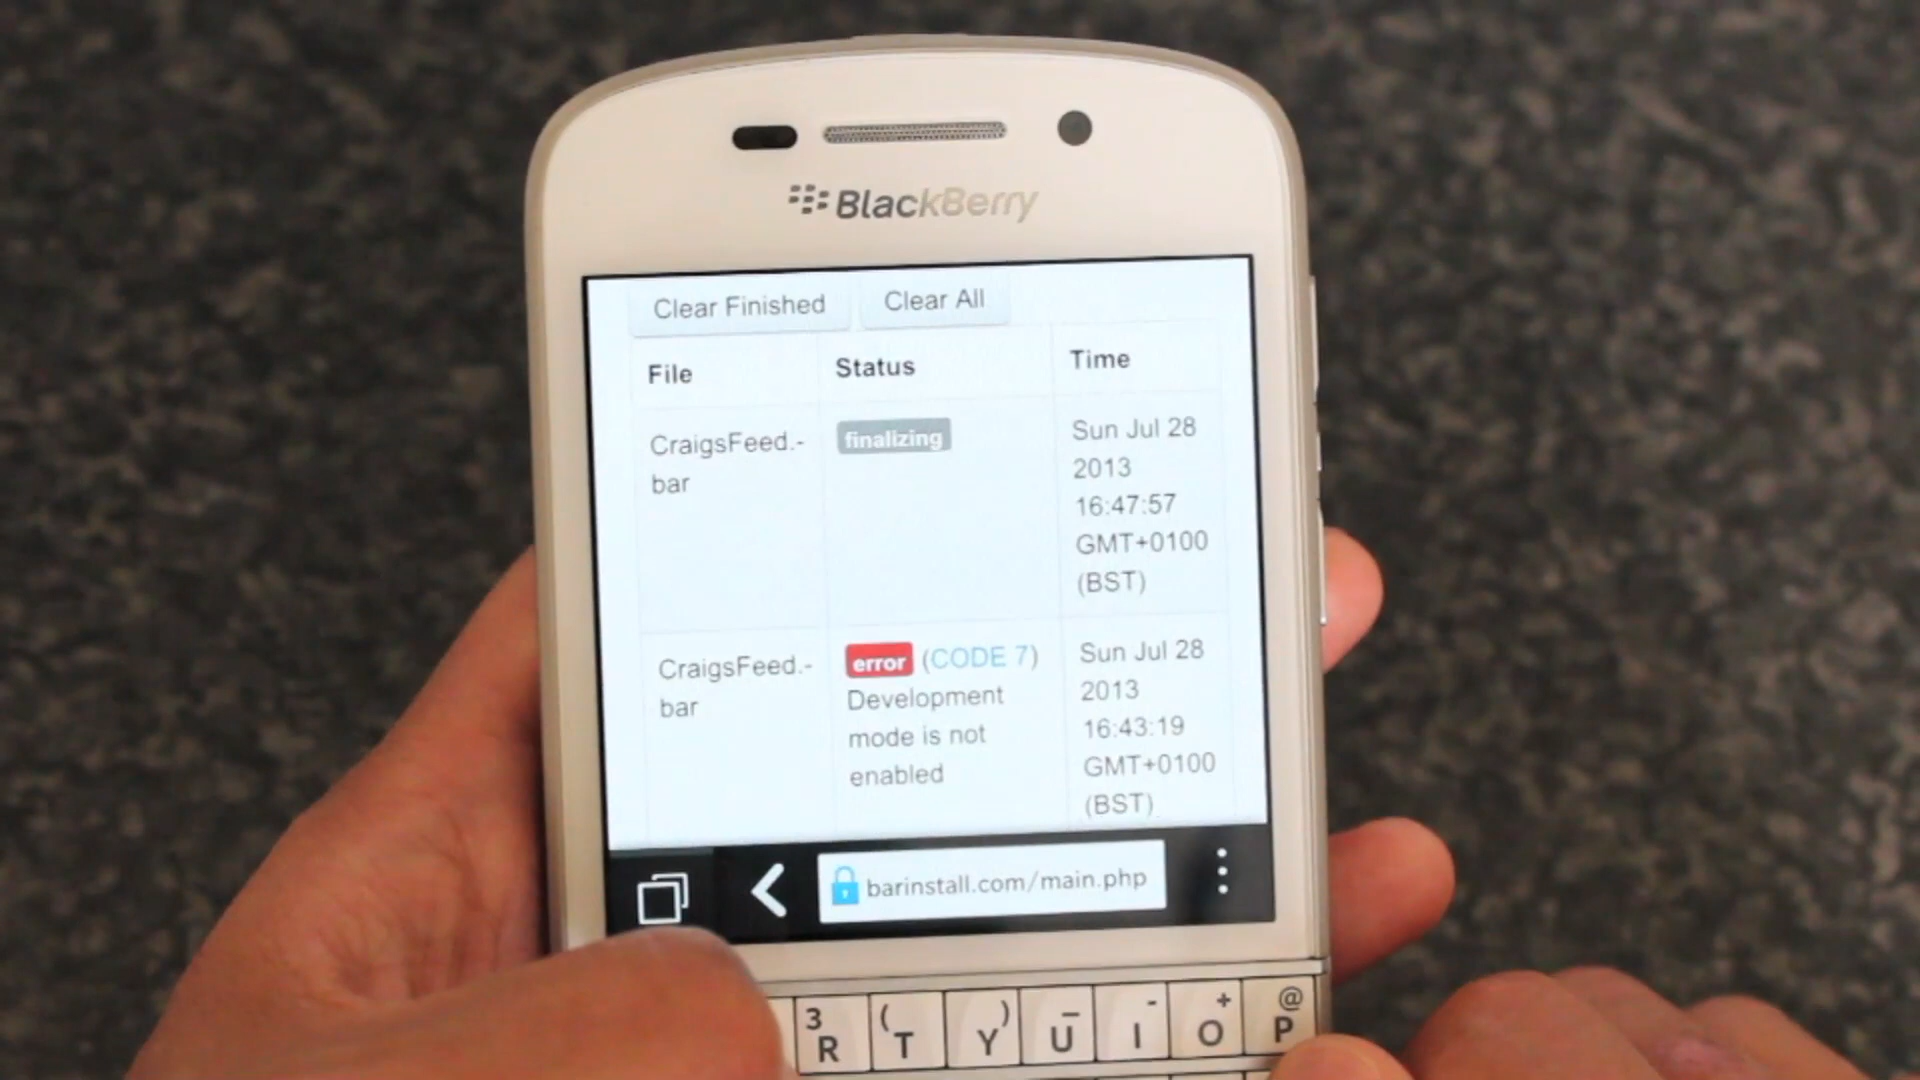 BlackBerry
Clear Finished Clear All
File Status Time
CraigsFeed.-
bar
finalizing
Sun Jul 28
2013
16:47:57
GMT+0100
(BST)
CraigsFeed.-
bar
error (CODE 7)
Development
mode is not
enabled
Sun Jul 28
2013
16:43:19
GMT+0100
(BST)
barinstall.com/main.php
3 ( ) _ - + @
R T Y U I O P